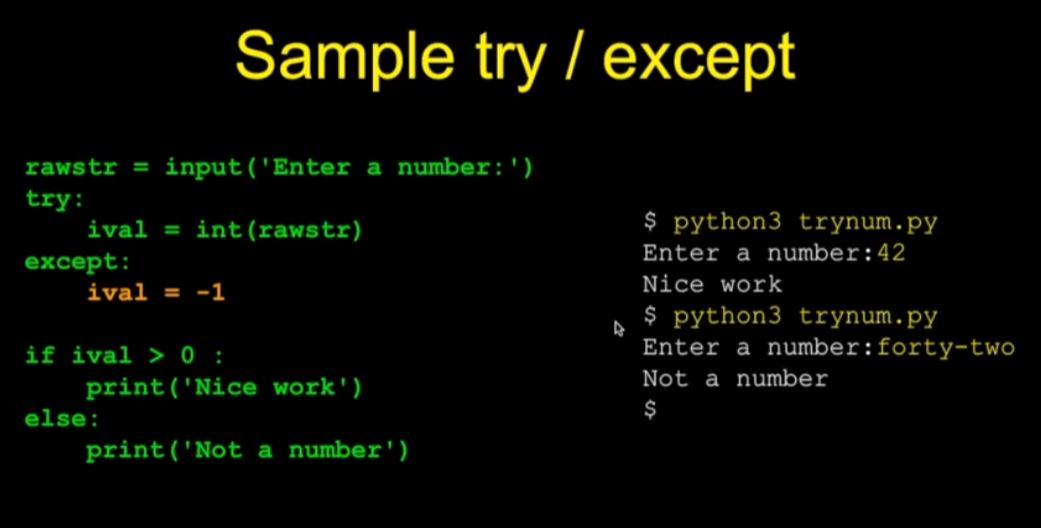 Sample try / except
rawstr = input('Enter a number:')
try:
    ival = int(rawstr)
except:
    ival = -1
if ival > 0 :
    print('Nice work')
else:
    print('Not a number')
$ python3 trynum.py
Enter a number:42
Nice work
$ python3 trynum.py
Enter a number:forty-two
Not a number
$